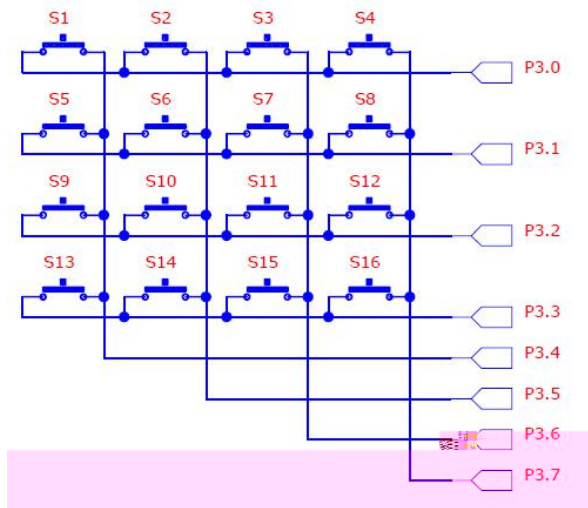 S1 S2 S3 S4
P3.0
S5 S6 S7 S8
P3.1
S9 S10 S11 S12
P3.2
S13 S14 S15 S16
P3.3
P3.4
P3.5
P3.6
P3.7